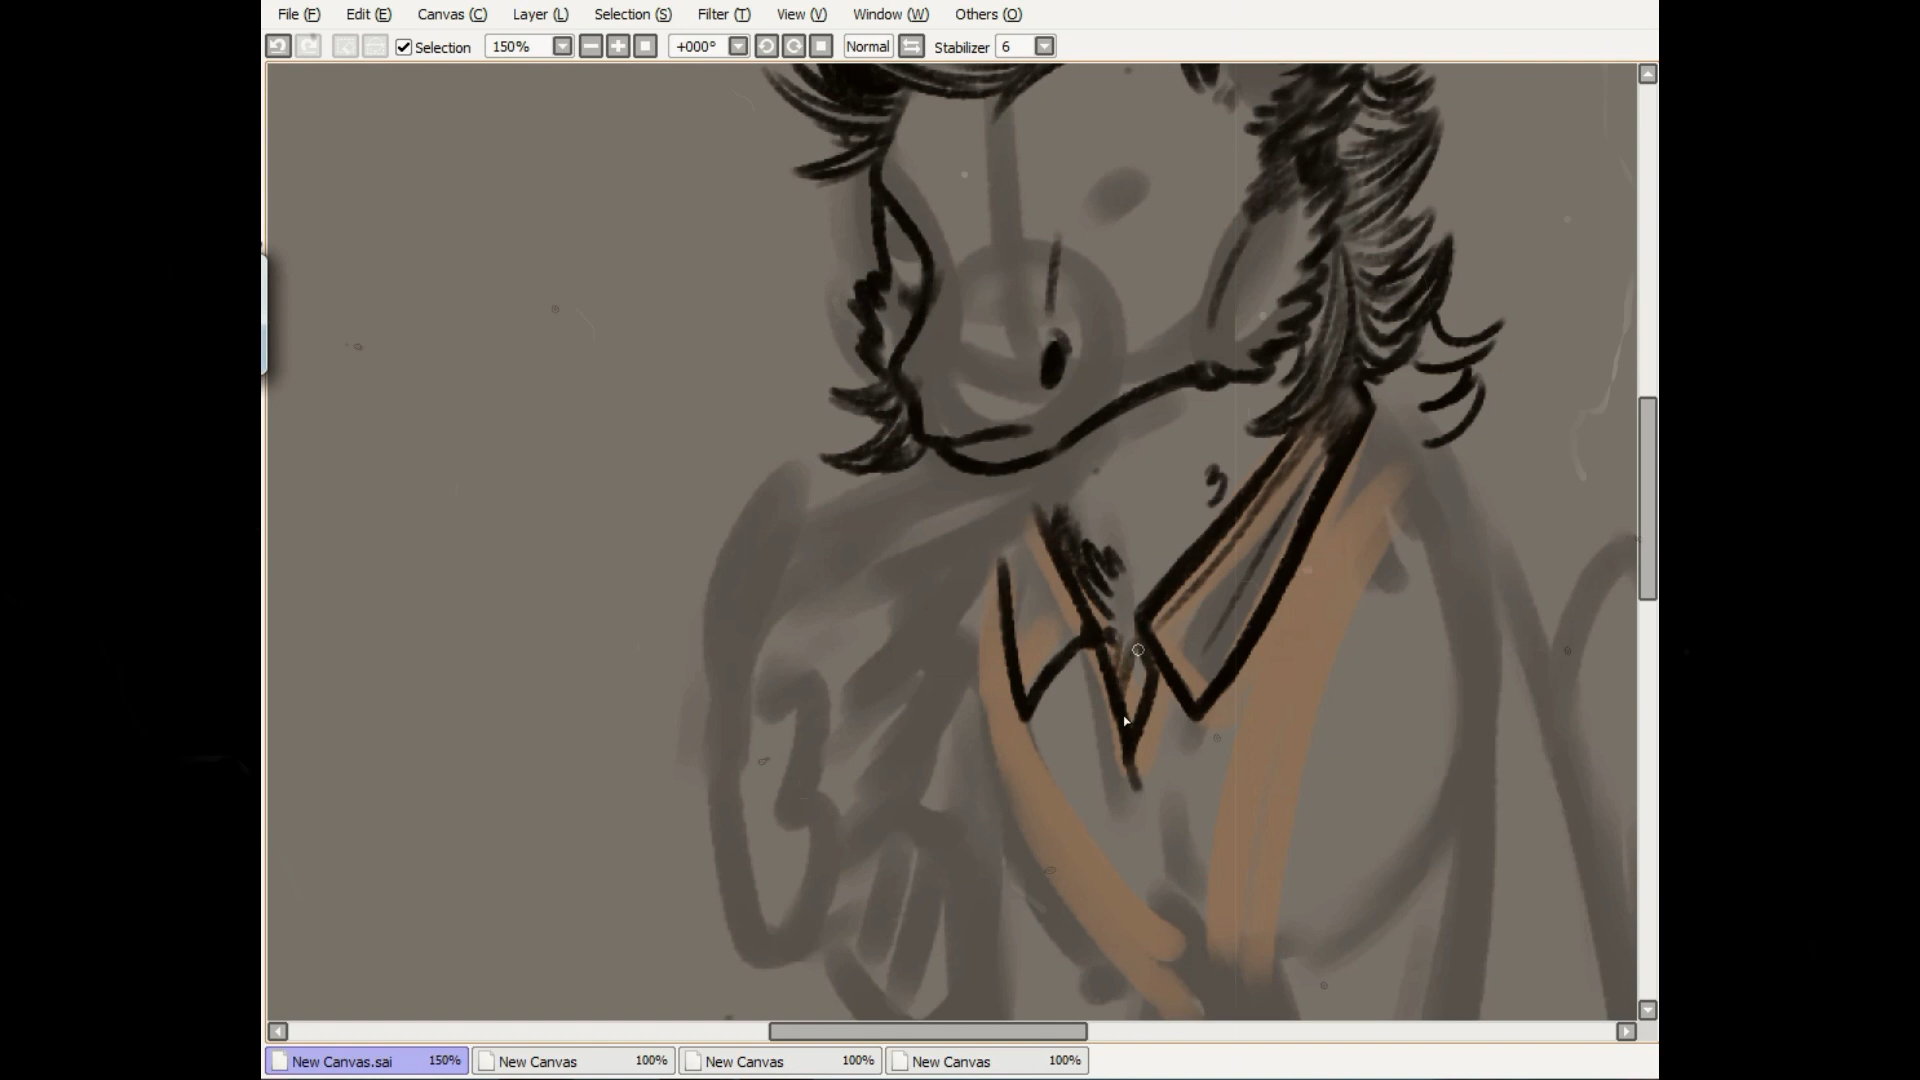 File (F) Edit (E) Canvas (C) Layer (L) Selection (S) Filter (T) View (V) Window (W) Others (O)
Selection 150% +000° Normal Stabilizer 6
New Canvas.sai 150% New Canvas 100% New Canvas 100% New Canvas 100%